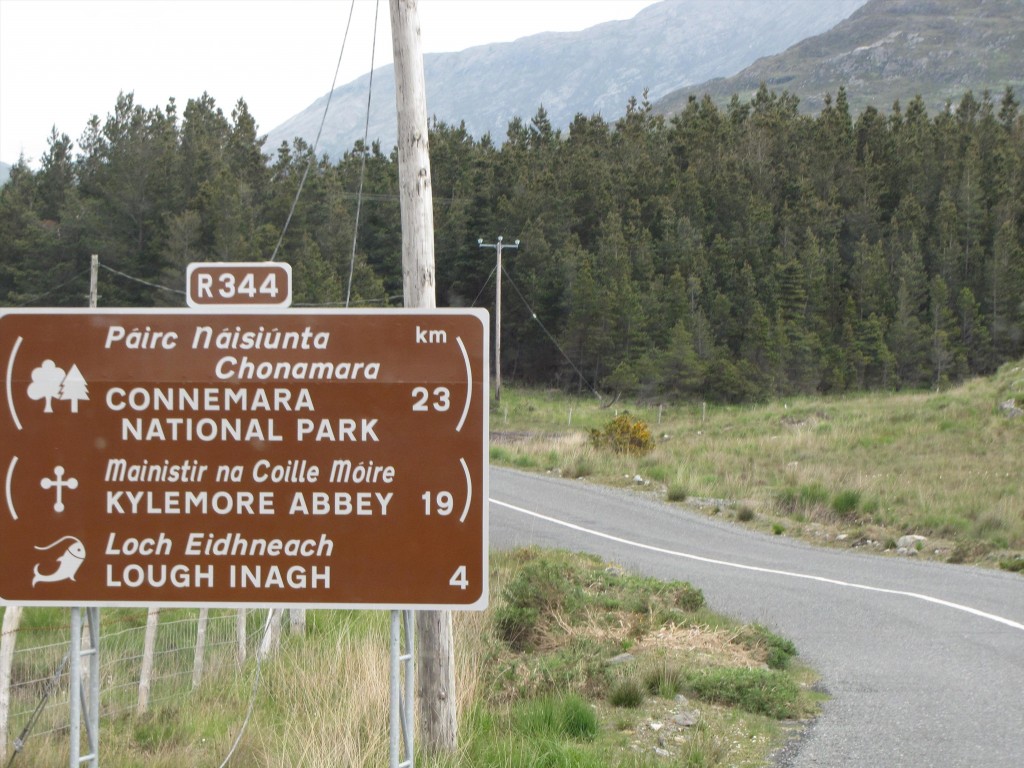 R344
Páirc Náisiúnta km
Chonamara
CONNEMARA 23
NATIONAL PARK
Mainistir na Coille Móire
KYLEMORE ABBEY 19
Loch Eidhneach
LOUGH INAGH 4